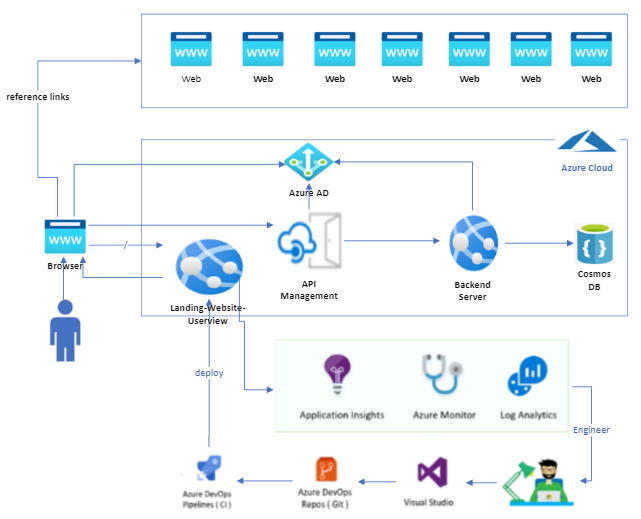 www www www www www www www
Web Web Web Web Web Web Web
reference links
Azure Cloud
Azure AD
www
Browser
/
API
Management
Backend
Server
Cosmos
DB
Landing-Website-
Userview
deploy
Application Insights Azure Monitor Log Analytics
Engineer
Azure DevOps
Pipelines ( CI )
Azure DevOps
Repos ( Git )
Visual Studio